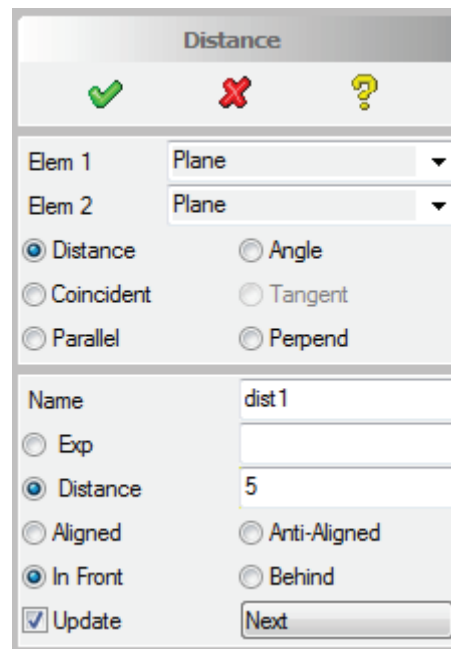 Distance
?
Elem 1 Plane
Elem 2 Plane
Distance Angle
Coincident Tangent
Parallel Perpend
Name dist1
Exp
Distance 5
Aligned Anti-Aligned
In Front Behind
Update Next